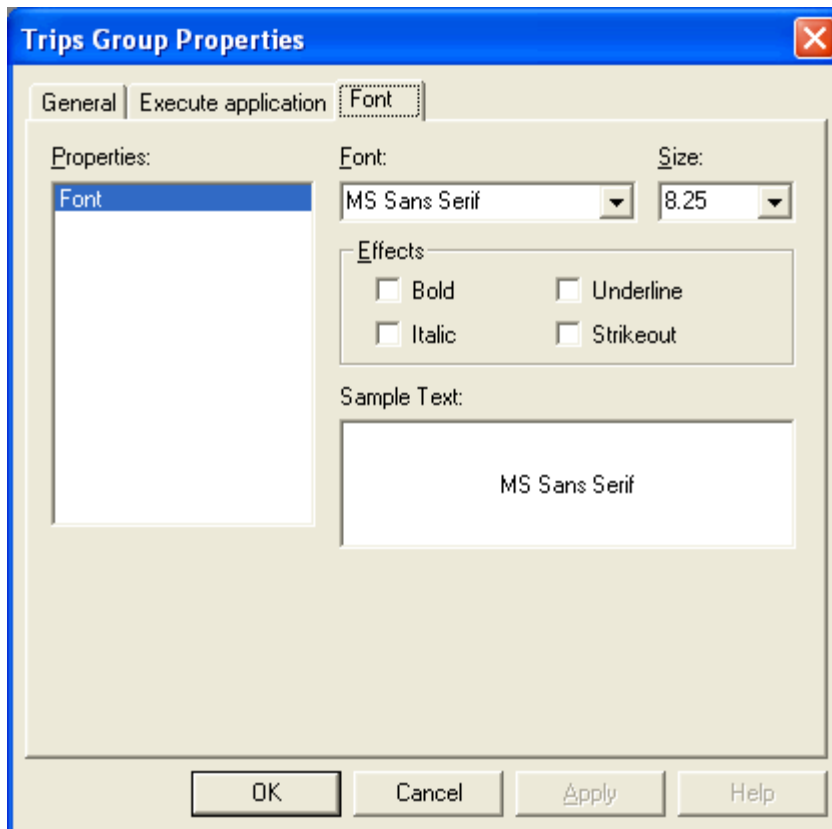 Trips Group Properties
General Execute application Font
Properties: Font: Size:
Font MS Sans Serif 8.25
Effects
Bold Underline
Italic Strikeout
Sample Text:
MS Sans Serif
OK Cancel Apply Help